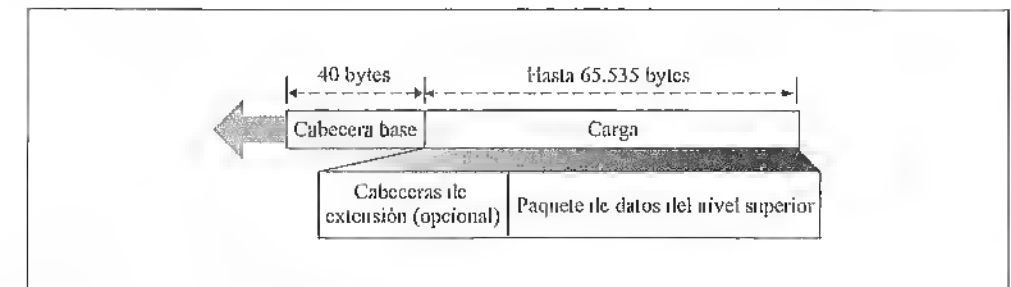 40 bytes
Hasta 65.535 bytes
Cabecera base
Carga
Cabeceras de
extensión (opcional)
Paquete de datos del nivel superior